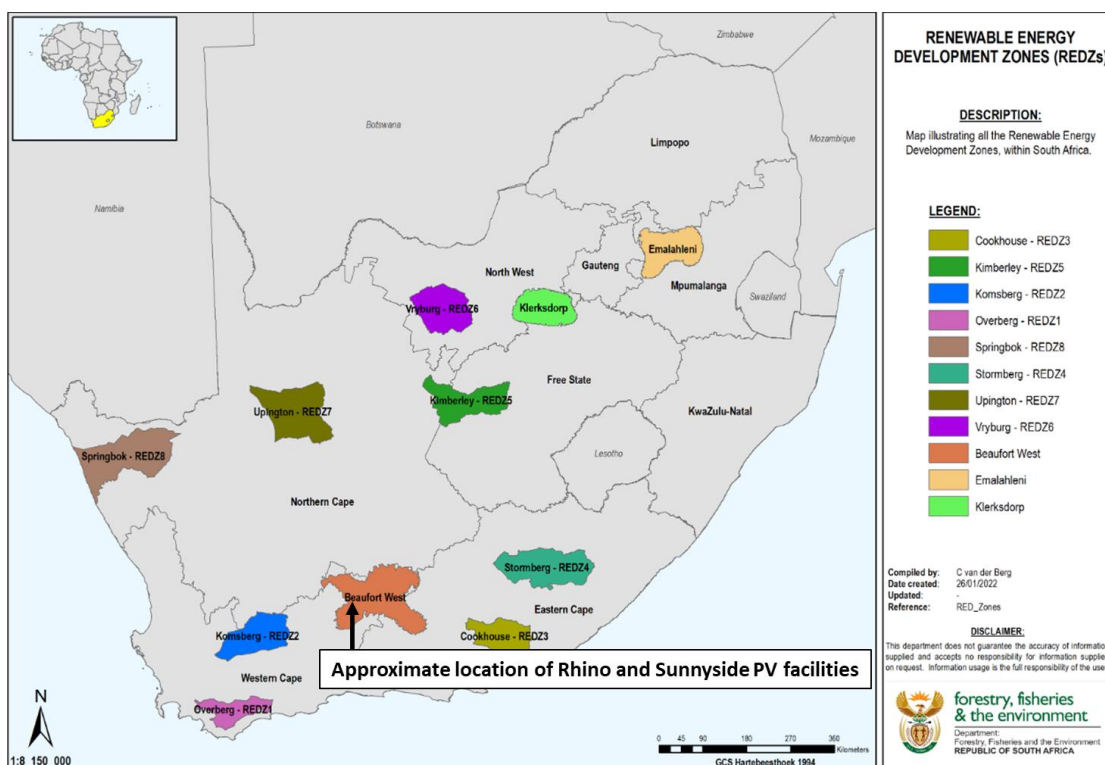 Zimbabwe
Botswana
Limpopo
Mozambique
Namibia
Emalahleni
Gauteng
North West
Mpumalanga
Swaziland
Vryburg - REDZ6
Klerksdorp
Free State
Kimberley - REDZ5
Upington - REDZ7
KwaZulu-Natal
Lesotho
Springbok - REDZ8
Northern Cape
Stormberg - REDZ4
Beaufort West
Eastern Cape
Komsberg - REDZ2
Cookhouse - REDZ3
Approximate location of Rhino and Sunnyside PV facilities
Western Cape
Overberg - REDZ1
N
1:8 150 000
0 45 90 180 270 360
Kilometers
GCS Hartebeesthoek 1994
RENEWABLE ENERGY
DEVELOPMENT ZONES (REDZs)
DESCRIPTION:
Map illustrating all the Renewable Energy
Development Zones, within South Africa.
LEGEND:
Cookhouse - REDZ3
Kimberley - REDZ5
Komsberg - REDZ2
Overberg - REDZ1
Springbok - REDZ8
Stormberg - REDZ4
Upington - REDZ7
Vryburg - REDZ6
Beaufort West
Emalahleni
Klerksdorp
Compiled by: C van der Berg
Date created: 26/01/2022
Updated: -
Reference: RED_Zones
DISCLAIMER:
This department does not guarantee the accuracy of information
supplied and accepts no responsibility for information supplie
on request. Information usage is the full responsibility of the use
forestry, fisheries
& the environment
Department:
Forestry, Fisheries and the Environment
REPUBLIC OF SOUTH AFRICA